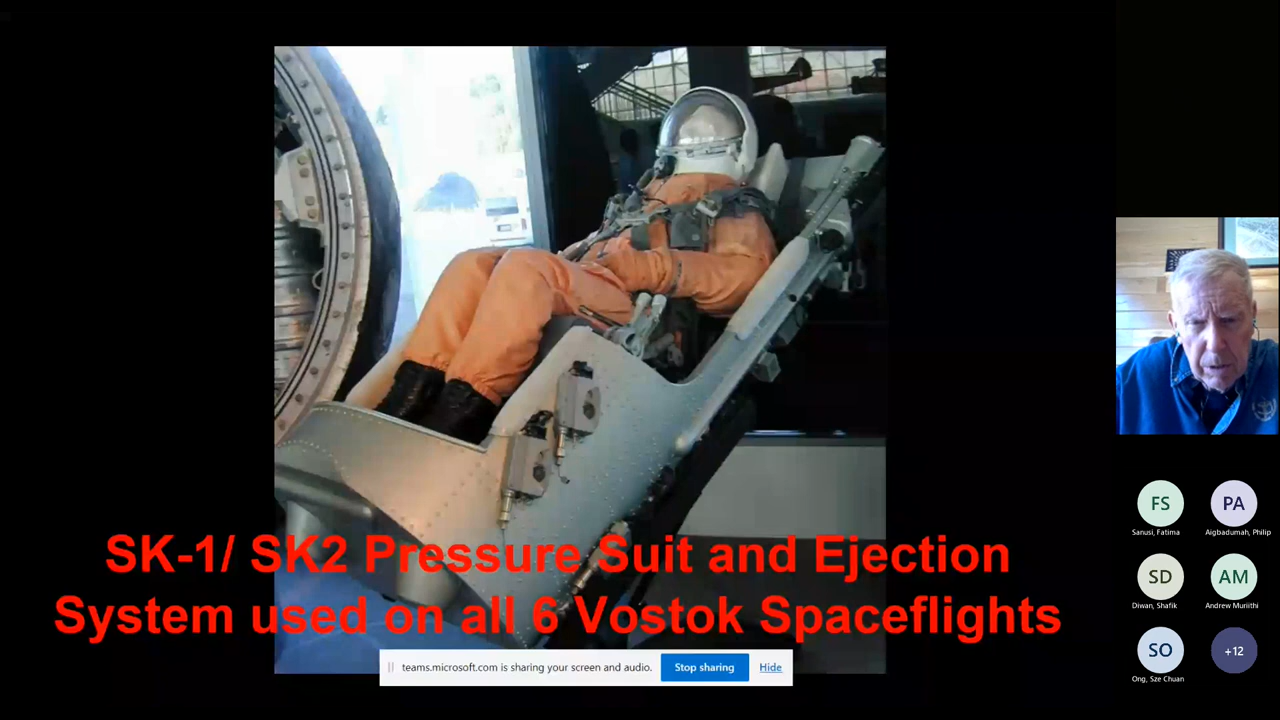 SK-1/ SK2 Pressure Suit and Ejection
System used on all 6 Vostok Spaceflights
teams.microsoft.com is sharing your screen and audio.
Stop sharing
Hide
FS
Sanusi, Fatima
PA
Aigbadumah, Philip
SD
Diwan, Shafik
AM
Andrew Muriithi
SO
Ong, Sze Chuan
+12